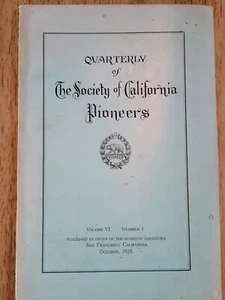 QUARTERLY
of
The Society of California
Pioneers
VOLUME VI NUMBER 3
PUBLISHED BY ORDER OF THE BOARD OF DIRECTORS
SAN FRANCISCO, CALIFORNIA
OCTOBER, 1929.